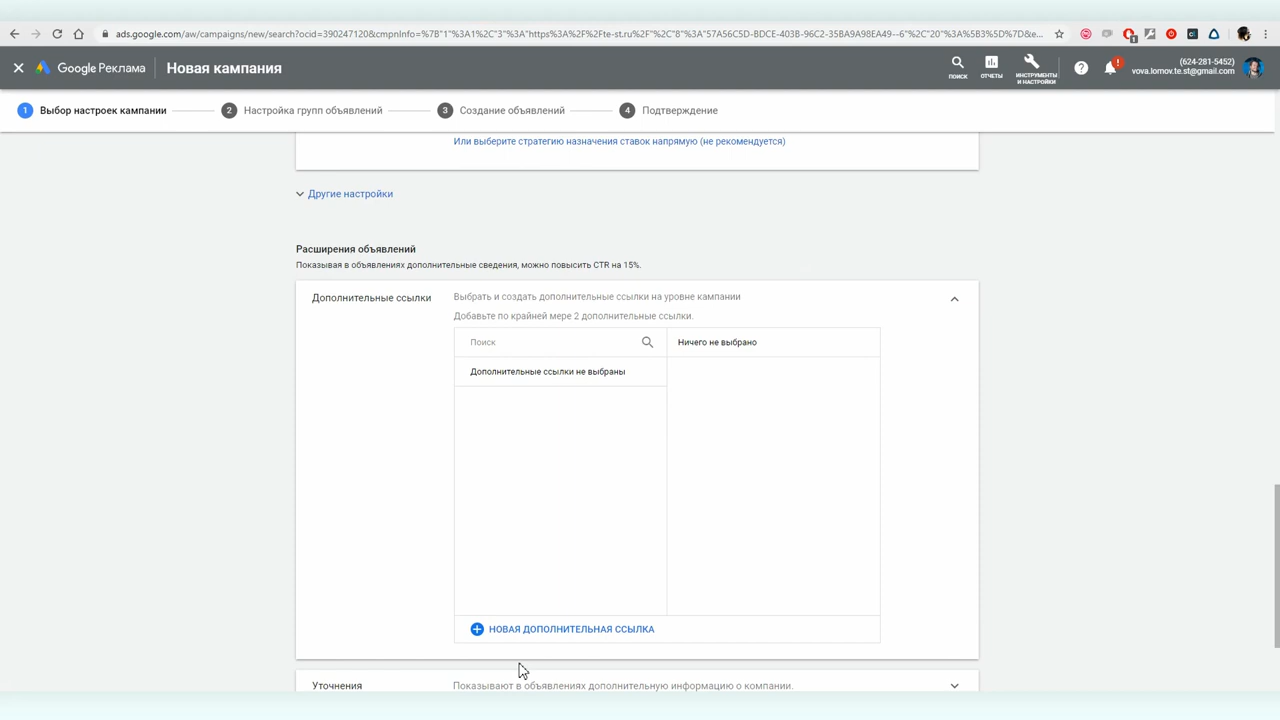 ads.google.com/aw/campaigns/new/search?ocid=390247120&cmpnInfo=%7B"1"%3A1%2C"3"%3A"https%3A%2F%2Fte-st.ru"%2C"8"%3A"57A56C5D-BDCE-403B-96C2-35BA9A98EA49--6"%2C"20"%3A%5B3%5D%7D&e...
Google Реклама
Новая кампания
ПОИСК
ОТЧЕТЫ
ИНСТРУМЕНТЫ
И НАСТРОЙКИ
(624-281-5452)
vova.lomov.te.st@gmail.com
1 Выбор настроек кампании
2 Настройка групп объявлений
3 Создание объявлений
4 Подтверждение
Или выберите стратегию назначения ставок напрямую (не рекомендуется)
Другие настройки
Расширения объявлений
Показывая в объявлениях дополнительные сведения, можно повысить CTR на 15%.
Дополнительные ссылки
Выбрать и создать дополнительные ссылки на уровне кампании
Добавьте по крайней мере 2 дополнительные ссылки.
Поиск
Ничего не выбрано
Дополнительные ссылки не выбраны
НОВАЯ ДОПОЛНИТЕЛЬНАЯ ССЫЛКА
Уточнения
Показывают в объявлениях дополнительную информацию о компании.